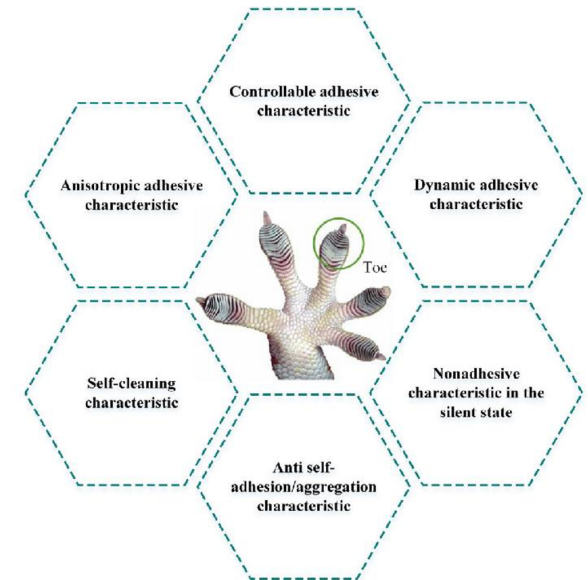 Controllable adhesive
characteristic
Anisotropic adhesive
characteristic
Dynamic adhesive
characteristic
Toe
Self-cleaning
characteristic
Nonadhesive
characteristic in the
silent state
Anti self-
adhesion/aggregation
characteristic